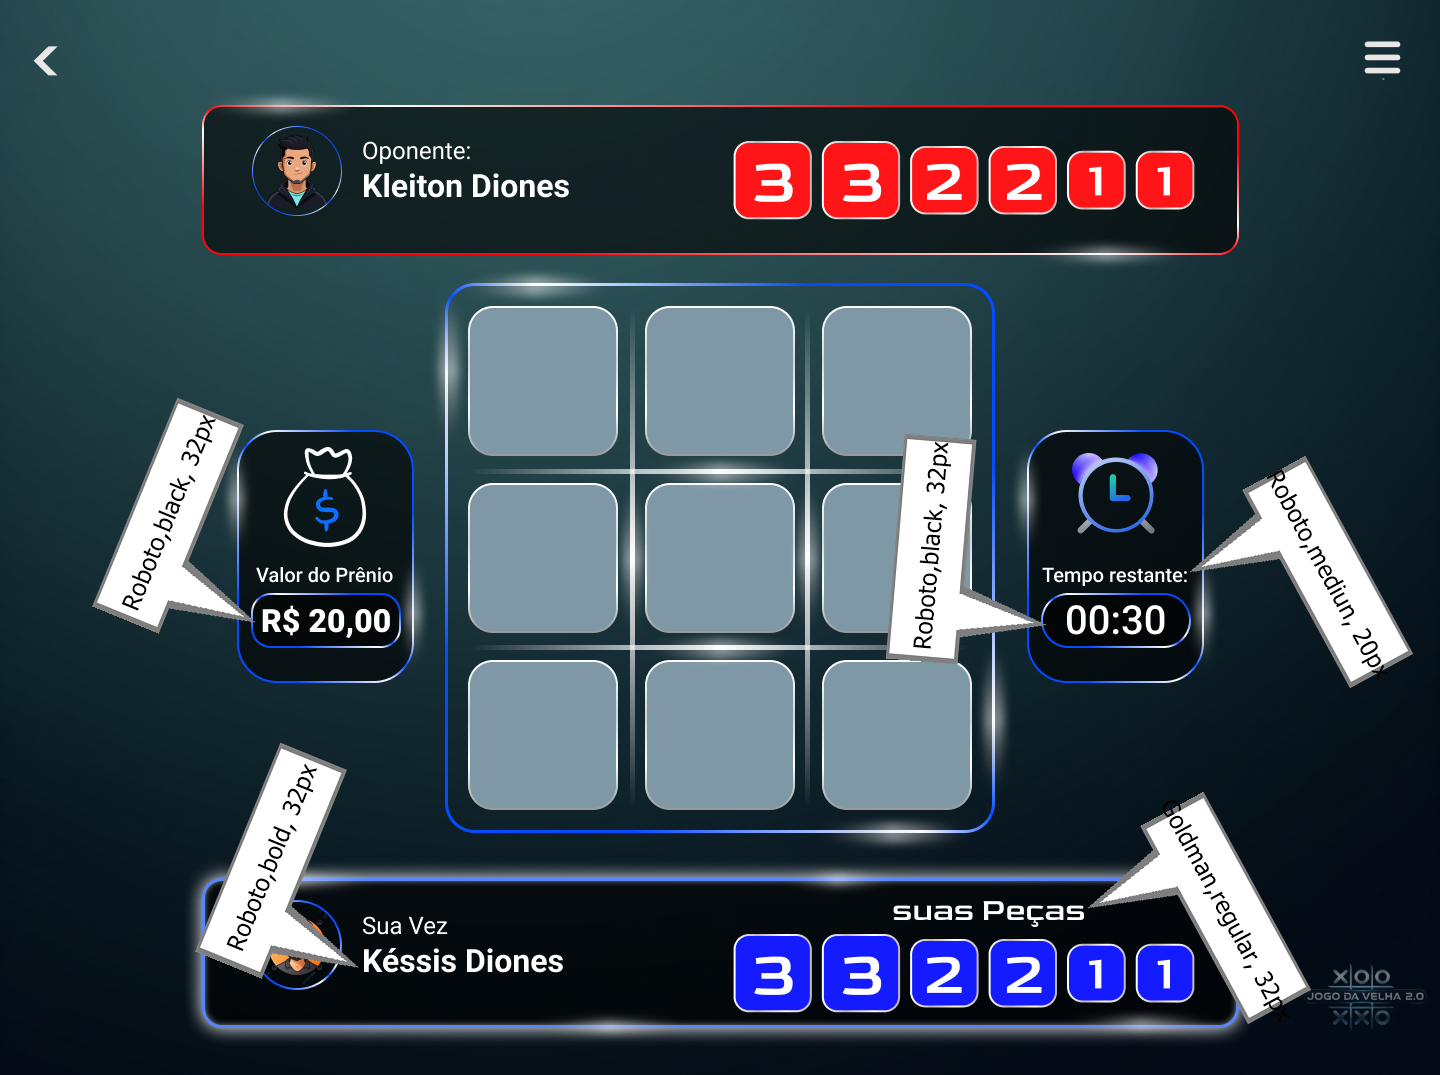 Oponente:
Kleiton Diones
3 3 2 2 1 1
Roboto,black, 32px
$
Valor do Prênio
R$ 20,00
Roboto,black, 32px
Tempo restante:
00:30
Roboto,mediun, 20px
Roboto,bold, 32px
Sua Vez
Késsis Diones
suas Peças
3 3 2 2 1 1
Goldman,regular, 32px
XOO
JOGO DA VELHA 2.0
XXO